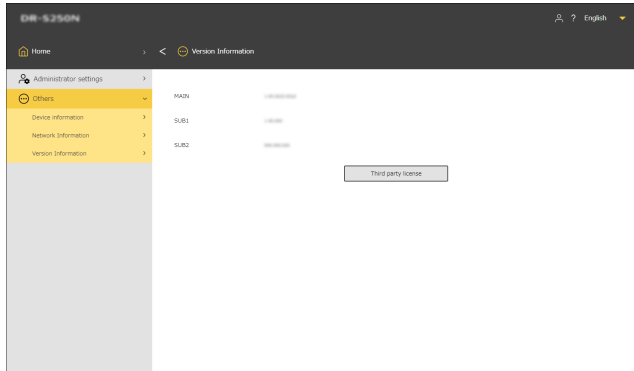 DR-S250N
? English
Home
Version Information
Administrator settings
Others
Device information
Network Information
Version Information
MAIN
SUB1
SUB2
Third party license